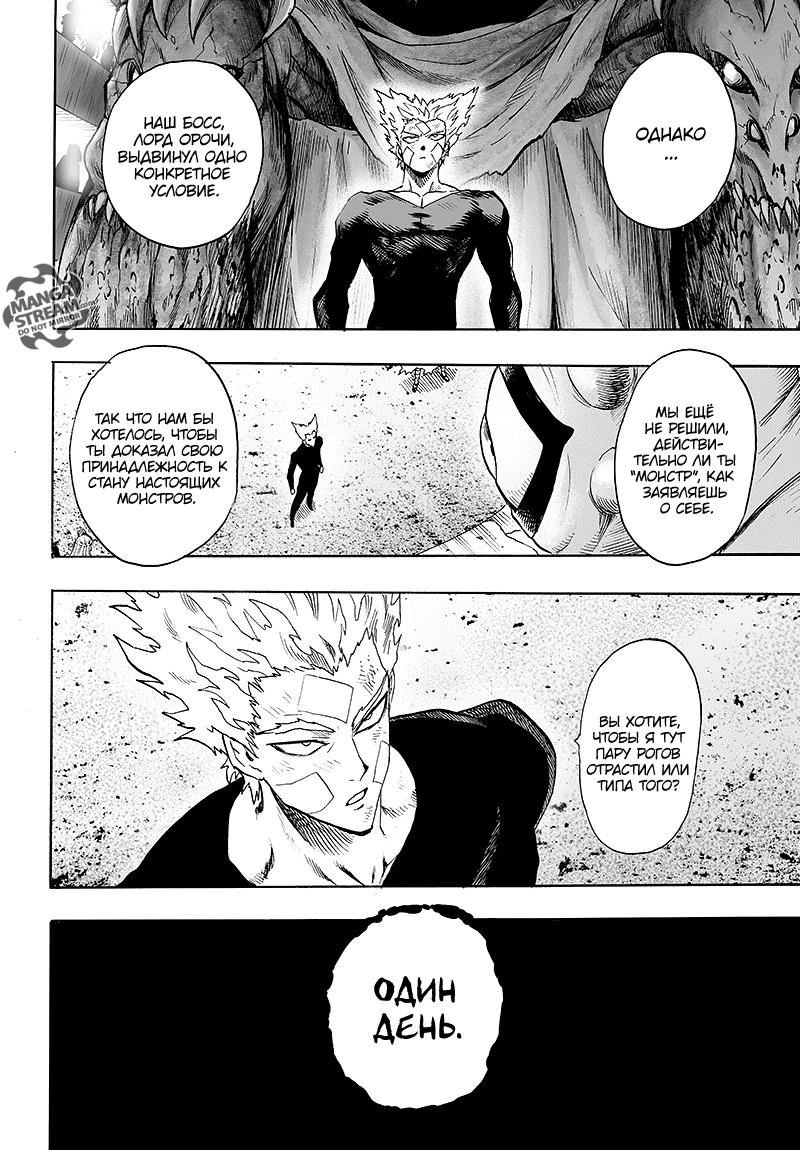 ОДНАКО
...
НАШ БОСС,
ЛОРД ОРОЧИ,
ВЫДВИНУЛ ОДНО
КОНКРЕТНОЕ
УСЛОВИЕ.
MANGA
STREAM.com
DO NOT MIRROR
МЫ ЕЩЁ
НЕ РЕШИЛИ,
ДЕЙСТВИ-
ТЕЛЬНО ЛИ ТЫ
"МОНСТР", КАК
ЗАЯВЛЯЕШЬ
О СЕБЕ.
ТАК ЧТО НАМ БЫ
ХОТЕЛОСЬ, ЧТОБЫ
ТЫ ДОКАЗАЛ СВОЮ
ПРИНАДЛЕЖНОСТЬ К
СТАНУ НАСТОЯЩИХ
МОНСТРОВ.
ВЫ ХОТИТЕ,
ЧТОБЫ Я ТУТ
ПАРУ РОГОВ
ОТРАСТИЛ ИЛИ
ТИПА ТОГО?
ОДИН
ДЕНЬ.